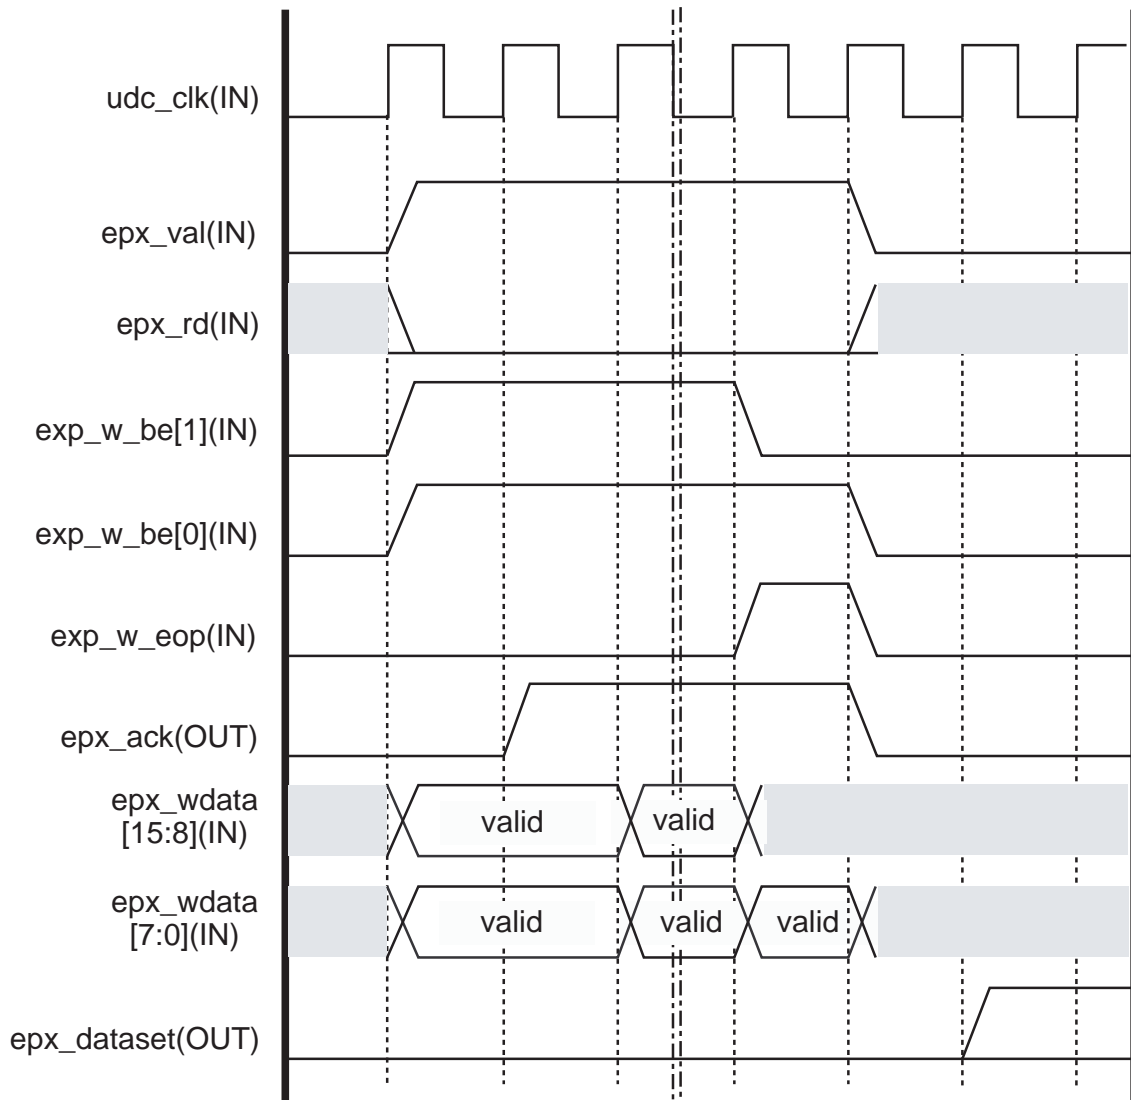 udc_clk(IN)
epx_val(IN)
epx_rd(IN)
exp_w_be[1](IN)
exp_w_be[0](IN)
exp_w_eop(IN)
epx_ack(OUT)
epx_wdata
[15:8](IN)
valid valid
epx_wdata
[7:0](IN)
valid valid valid
epx_dataset(OUT)